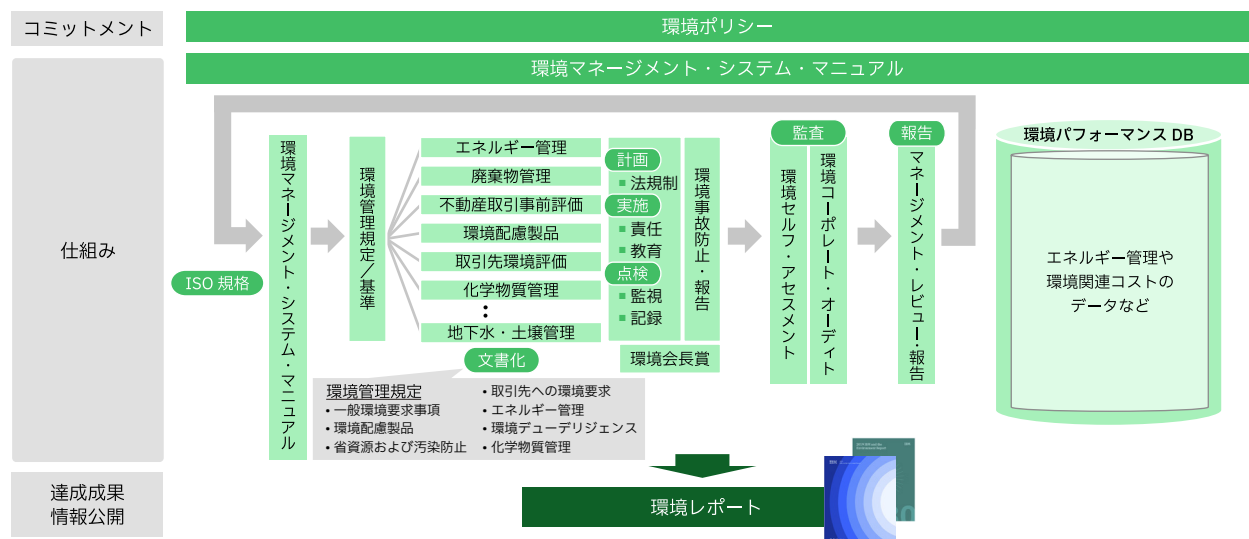 コミットメント
環境ポリシー
仕組み
環境マネージメント・システム・マニュアル
ISO 規格
環境マネージメント・システム・マニュアル
環境管理規定／基準
エネルギー管理
廃棄物管理
不動産取引事前評価
環境配慮製品
取引先環境評価
化学物質管理
：
地下水・土壌管理
文書化
環境管理規定
• 一般環境要求事項
• 環境配慮製品
• 省資源および汚染防止
• 取引先への環境要求
• エネルギー管理
• 環境デューデリジェンス
• 化学物質管理
計画
■ 法規制
実施
■ 責任
■ 教育
点検
■ 監視
■ 記録
環境事故防止・報告
環境会長賞
監査
環境セルフ・アセスメント
環境コーポレート・オーディト
報告
マネージメント・レビュー・報告
環境パフォーマンス DB
エネルギー管理や
環境関連コストの
データなど
達成成果
情報公開
環境レポート